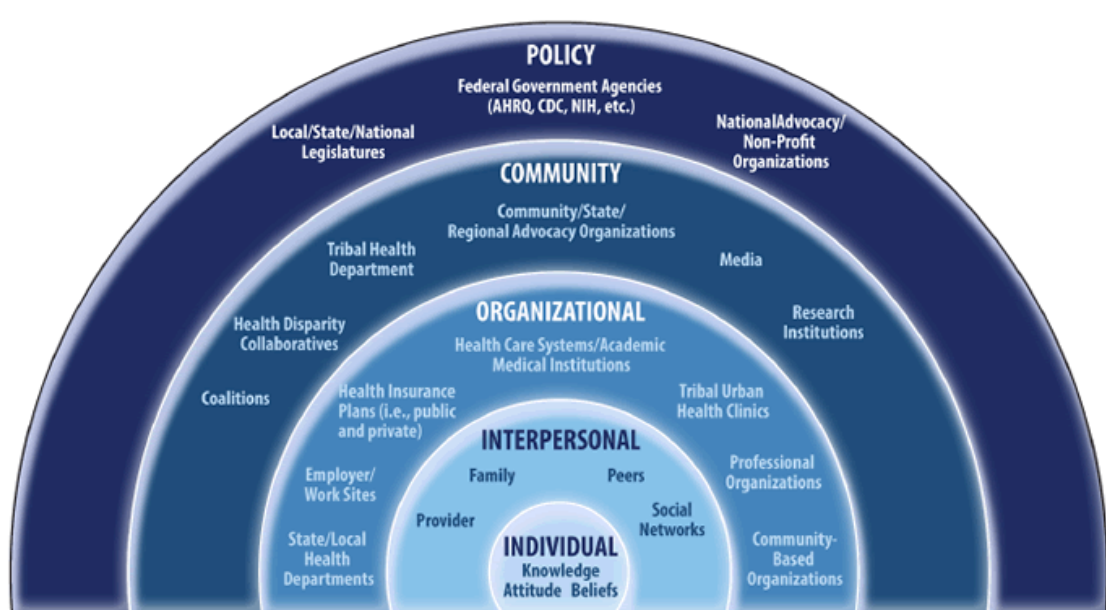 POLICY
Federal Government Agencies
(AHRQ, CDC, NIH, etc.)
Local/State/National
Legislatures
NationalAdvocacy/
Non-Profit
Organizations
COMMUNITY
Community/State/
Regional Advocacy Organizations
Tribal Health
Department
Media
Health Disparity
Collaboratives
Research
Institutions
Coalitions
ORGANIZATIONAL
Health Care Systems/Academic
Medical Institutions
Health Insurance
Plans (i.e., public
and private)
Tribal Urban
Health Clinics
Employer/
Work Sites
Professional
Organizations
State/Local
Health
Departments
Community-
Based
Organizations
INTERPERSONAL
Family
Peers
Provider
Social
Networks
INDIVIDUAL
Knowledge
Attitude Beliefs